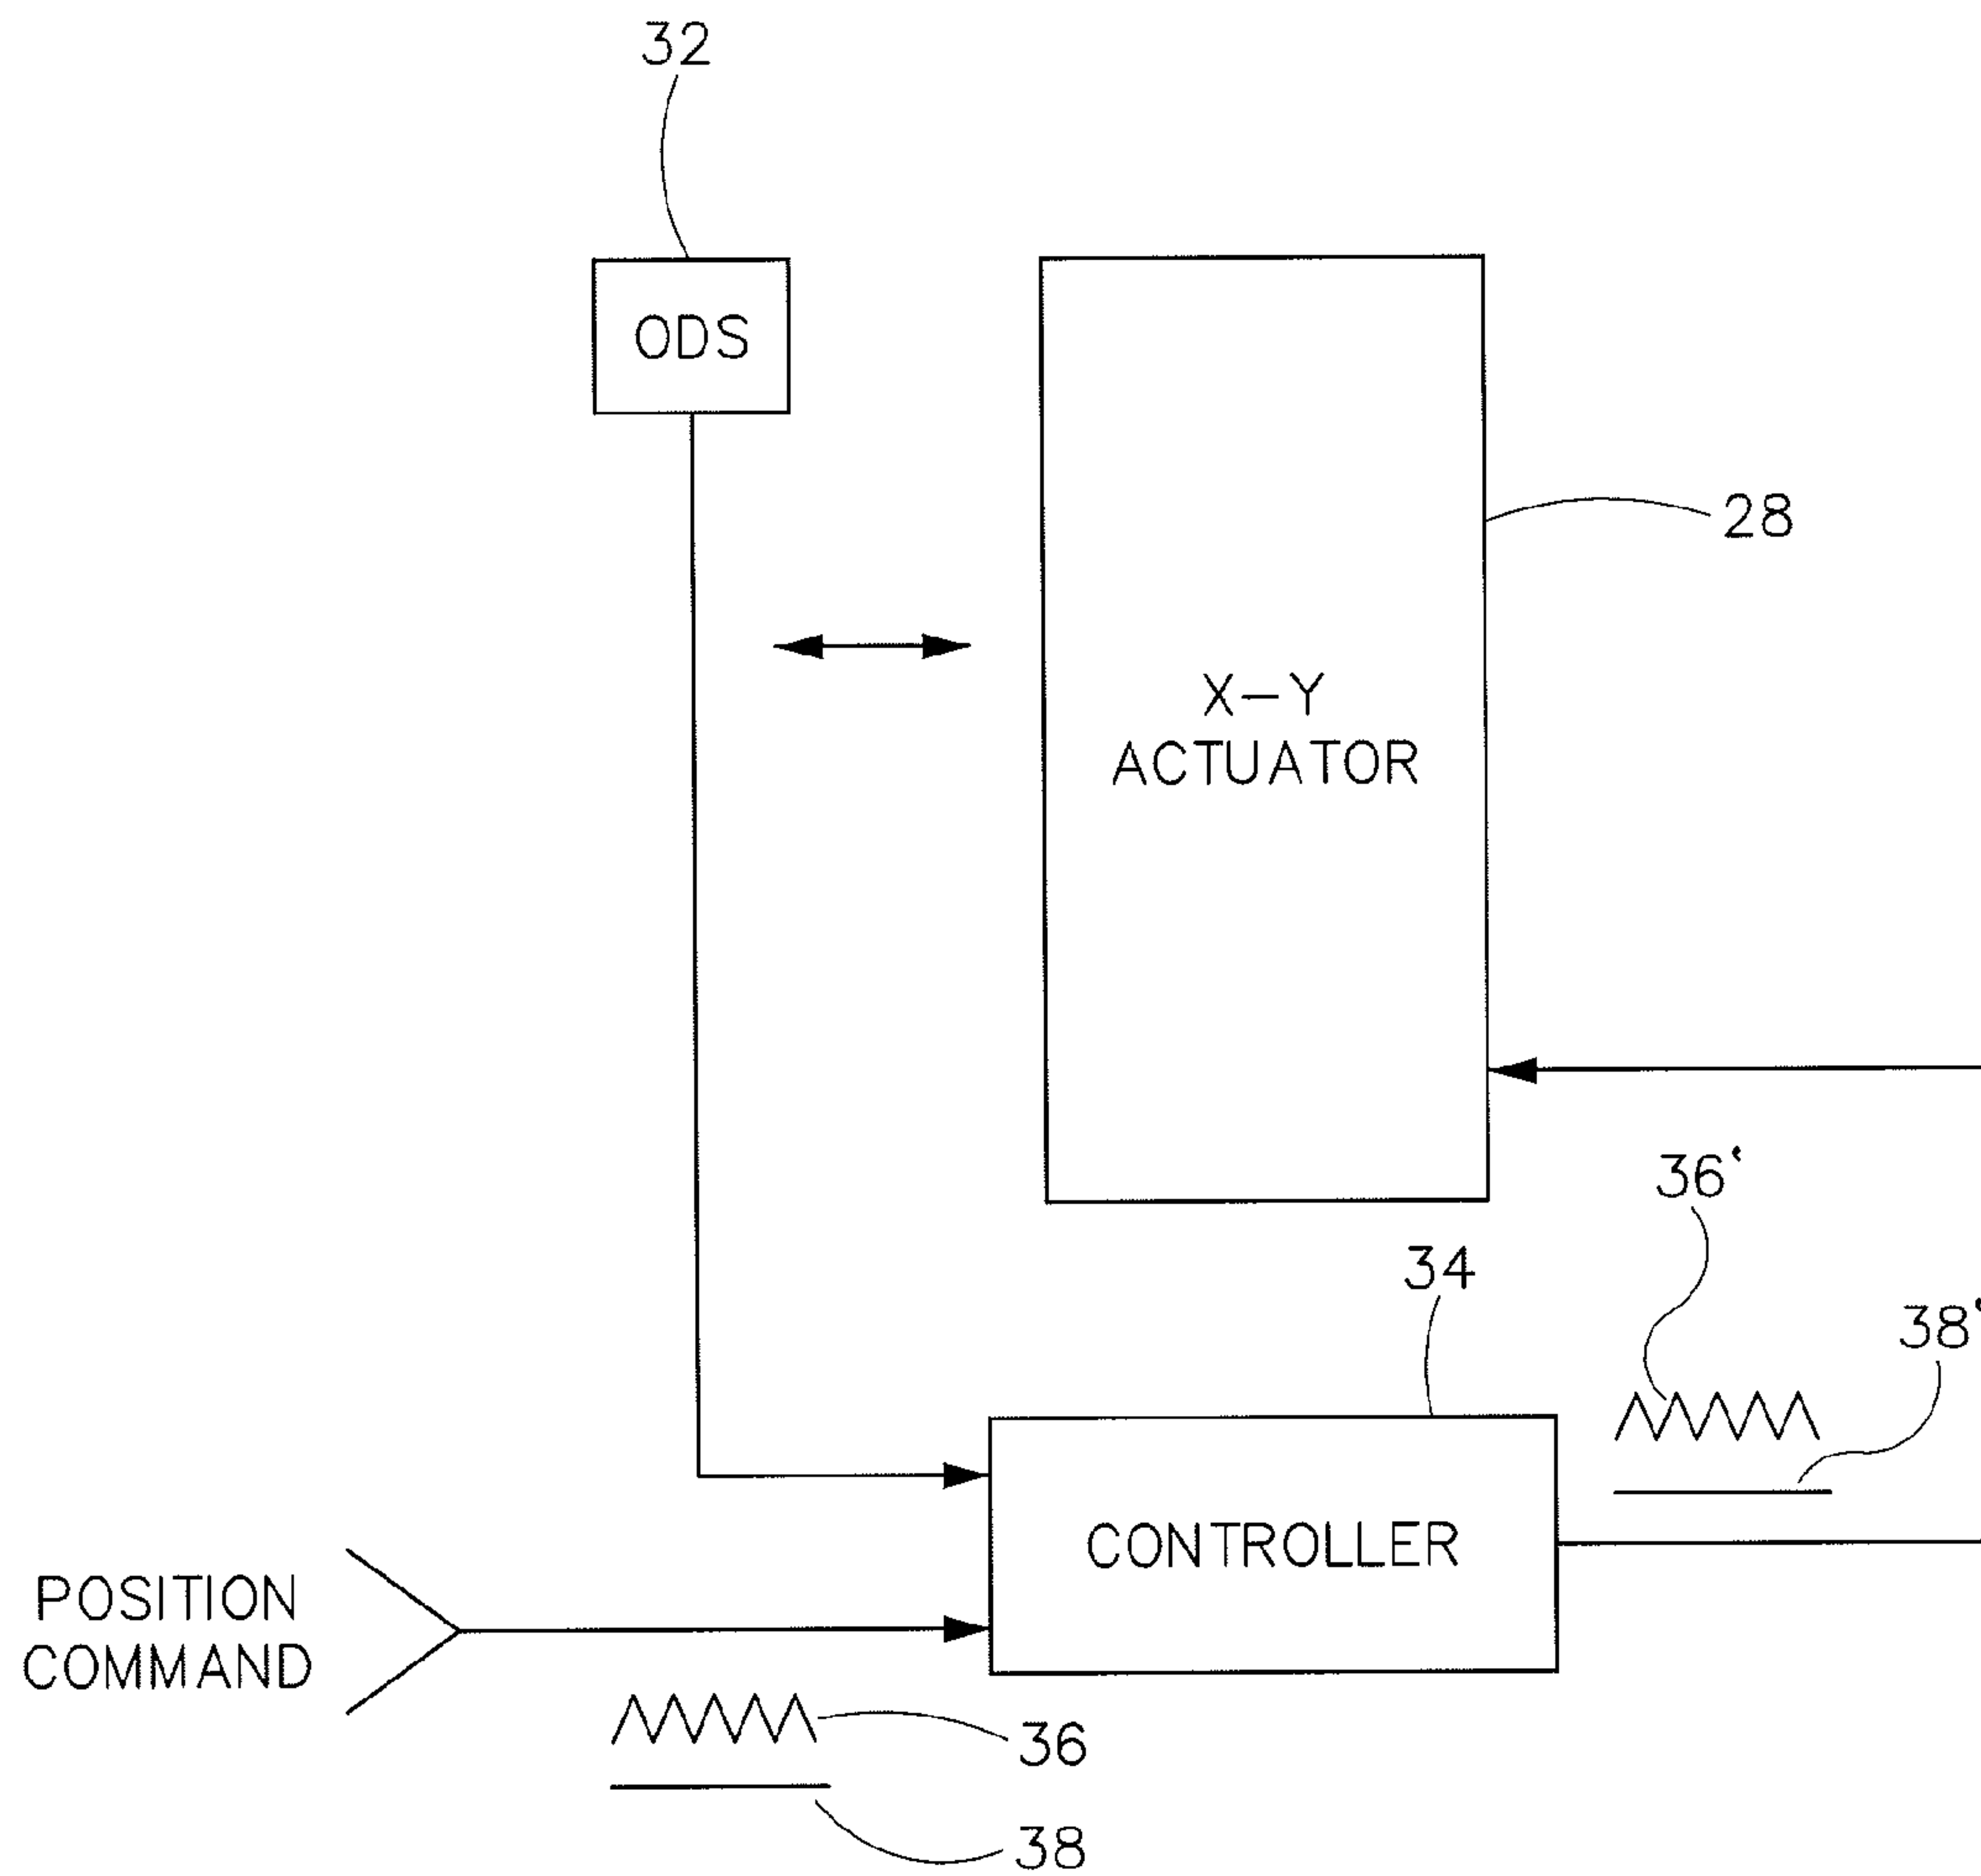 32
ODS
28
X-Y
ACTUATOR
36'
34
38'
CONTROLLER
POSITION
COMMAND
36
38